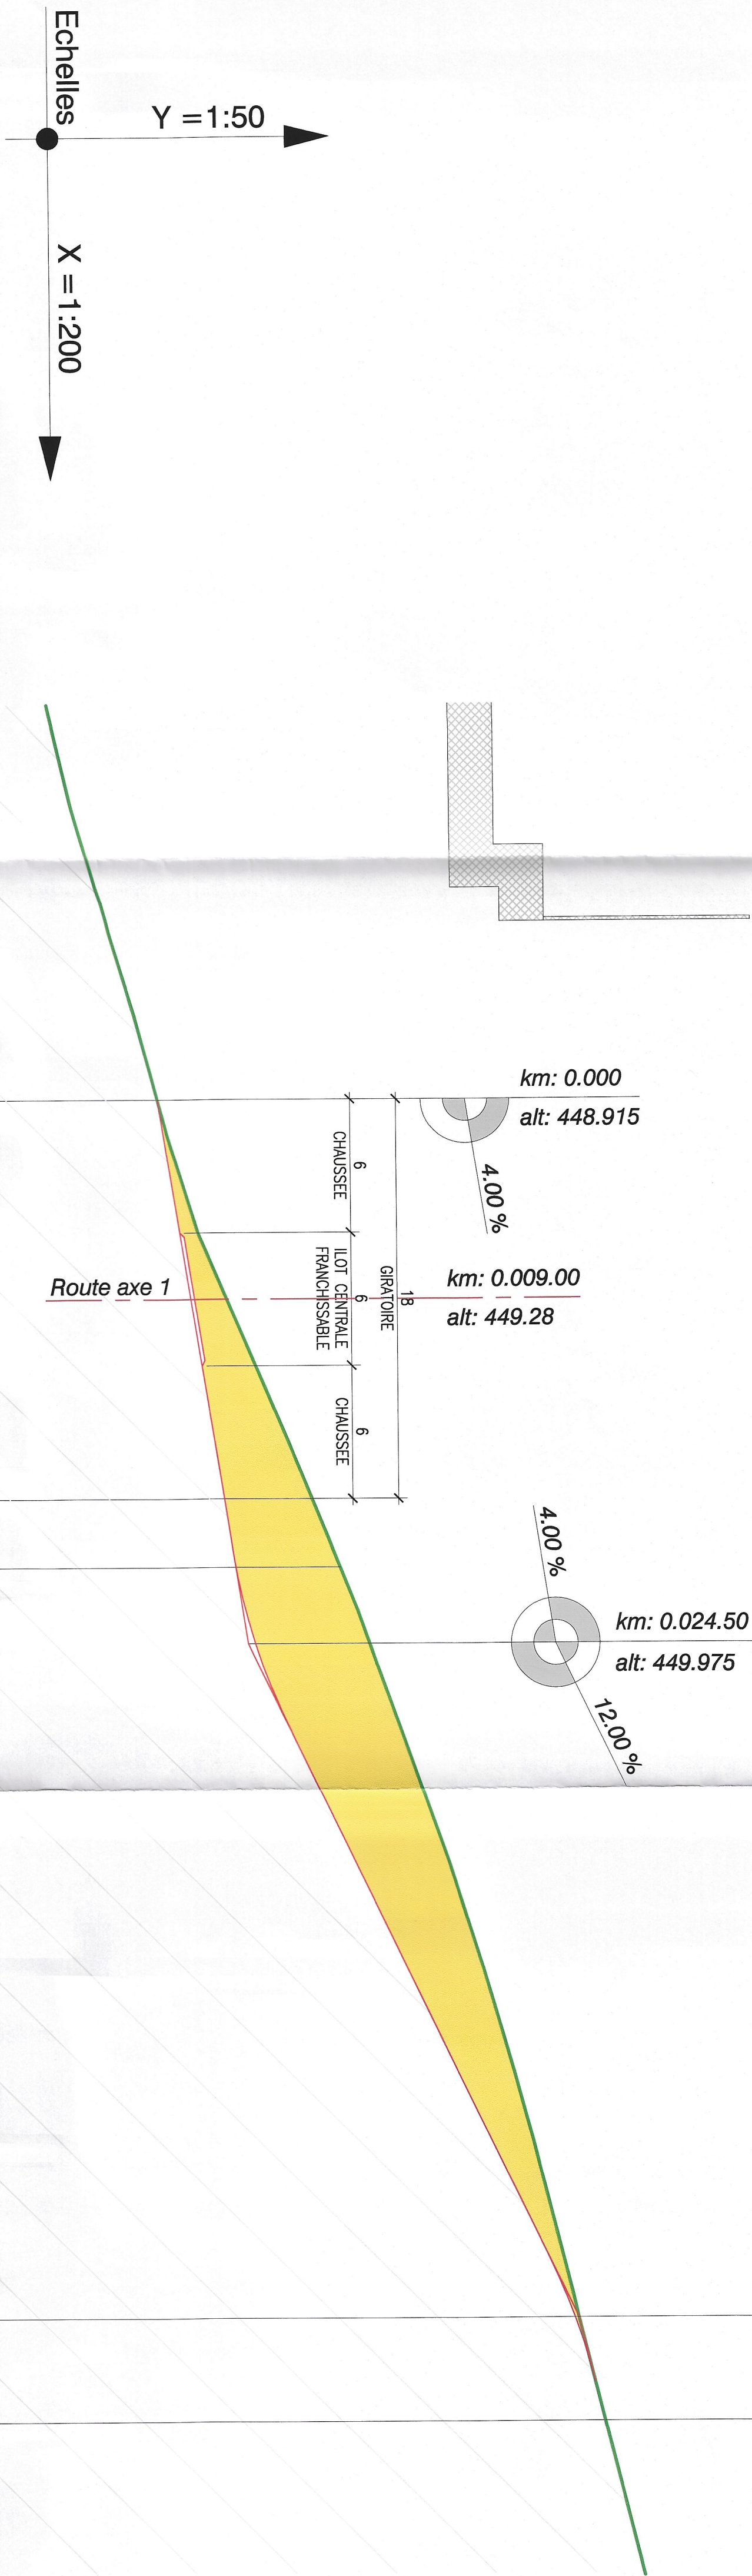 Echelles
Y =1:50
X =1:200
km: 0.000
alt: 448.915
4.00 %
6
CHAUSSEE
Route axe 1
6
ILOT CENTRALE
FRANCHISSABLE
18
GIRATOIRE
km: 0.009.00
alt: 449.28
6
CHAUSSEE
4.00 %
km: 0.024.50
alt: 449.975
12.00 %